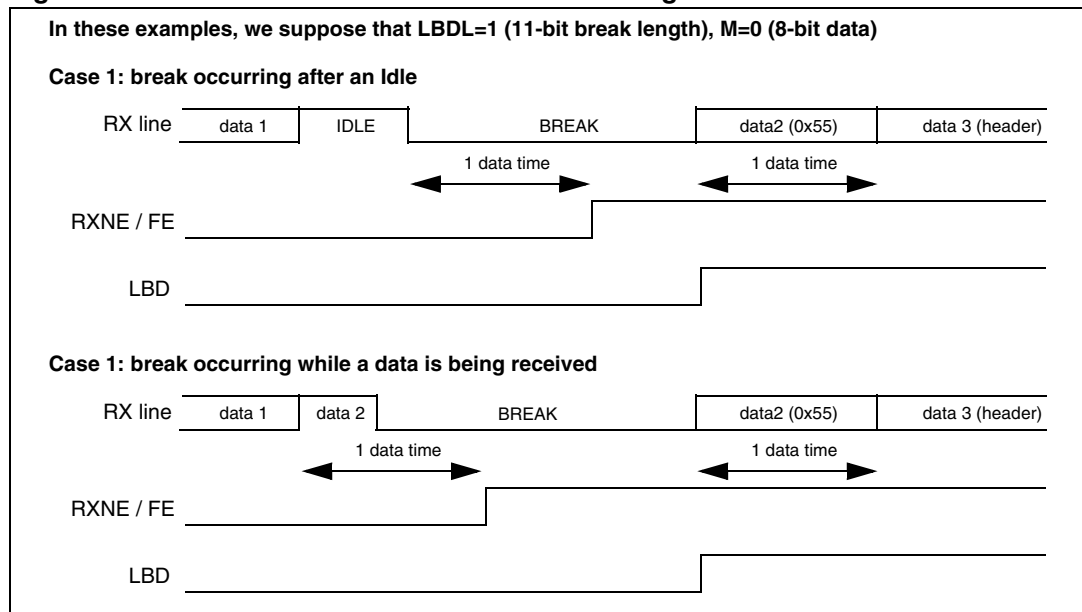 In these examples, we suppose that LBDL=1 (11-bit break length), M=0 (8-bit data)
Case 1: break occurring after an Idle
RX line data 1 IDLE BREAK data2 (0x55) data 3 (header)
1 data time 1 data time
RXNE / FE
LBD
Case 1: break occurring while a data is being received
RX line data 1 data 2 BREAK data2 (0x55) data 3 (header)
1 data time 1 data time
RXNE / FE
LBD